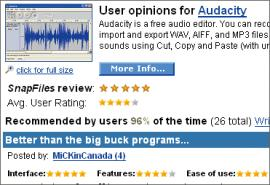 User opinions for Audacity
Audacity is a free audio editor. You can reco
import and export WAV, AIFF, and MP3 files
sounds using Cut, Copy and Paste (with un
click for full size
More Info...
SnapFiles review:
Avg. User Rating:
Recommended by users 96% of the time (26 total) Wri
Better than the big buck programs...
Posted by: MiCKinCanada (4)
Interface: Features: Ease of use: